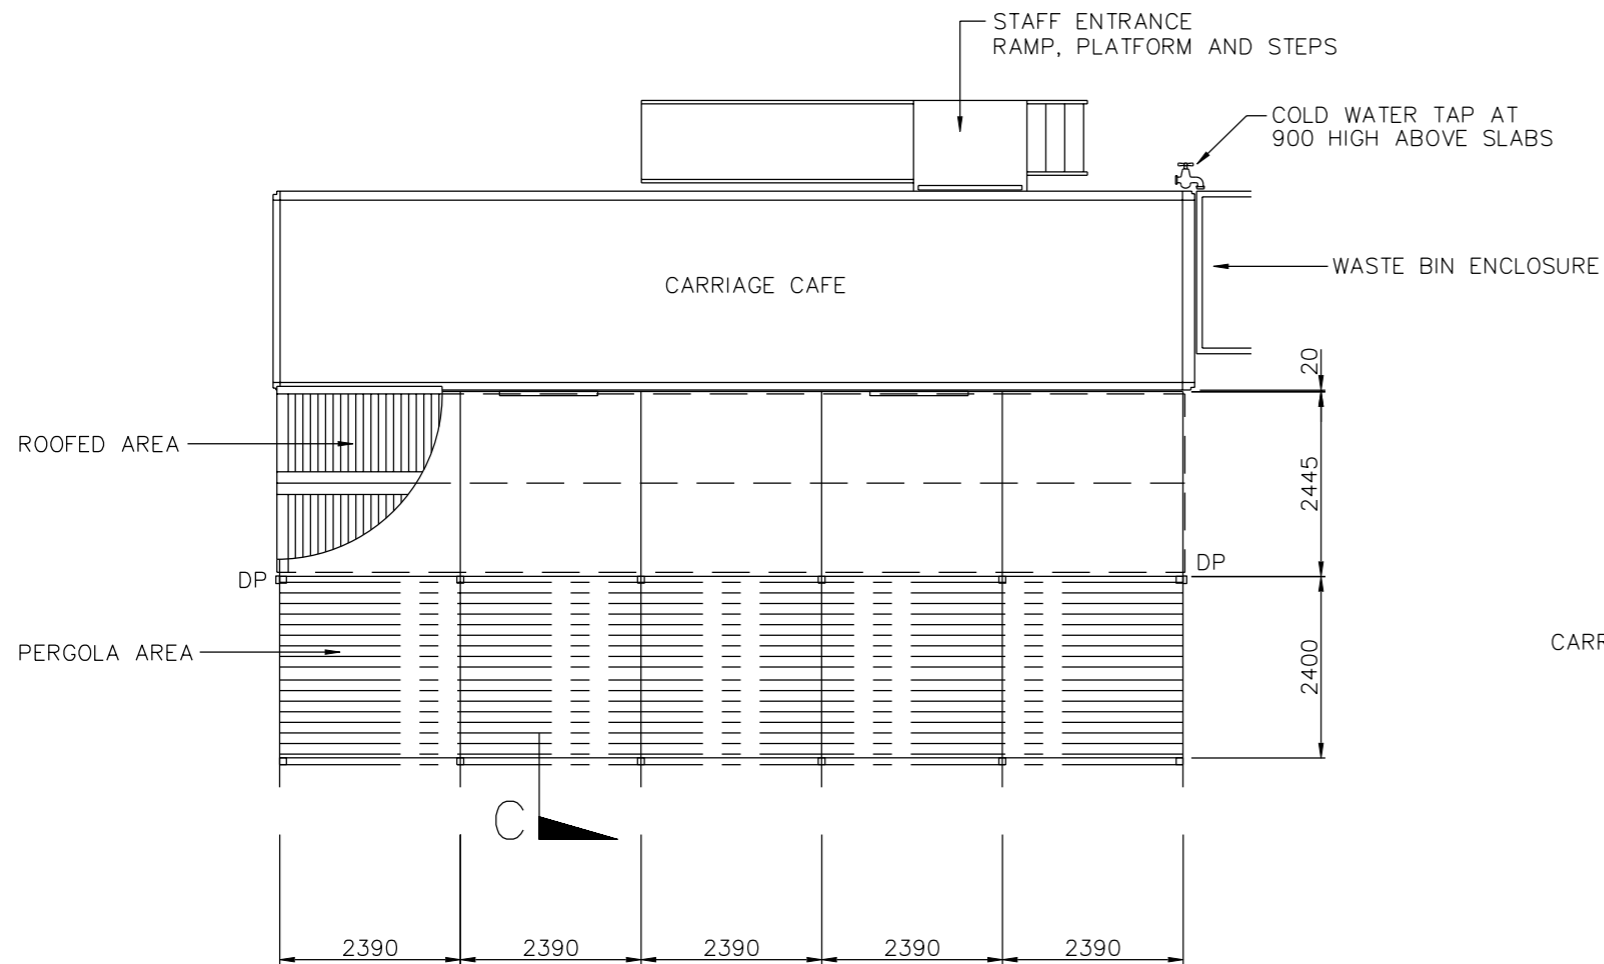 STAFF ENTRANCE
RAMP, PLATFORM AND STEPS
COLD WATER TAP AT
900 HIGH ABOVE SLABS
WASTE BIN ENCLOSURE
CARRIAGE CAFE
20
ROOFED AREA
2445
DP
DP
PERGOLA AREA
2400
CARR
C
2390 2390 2390 2390 2390